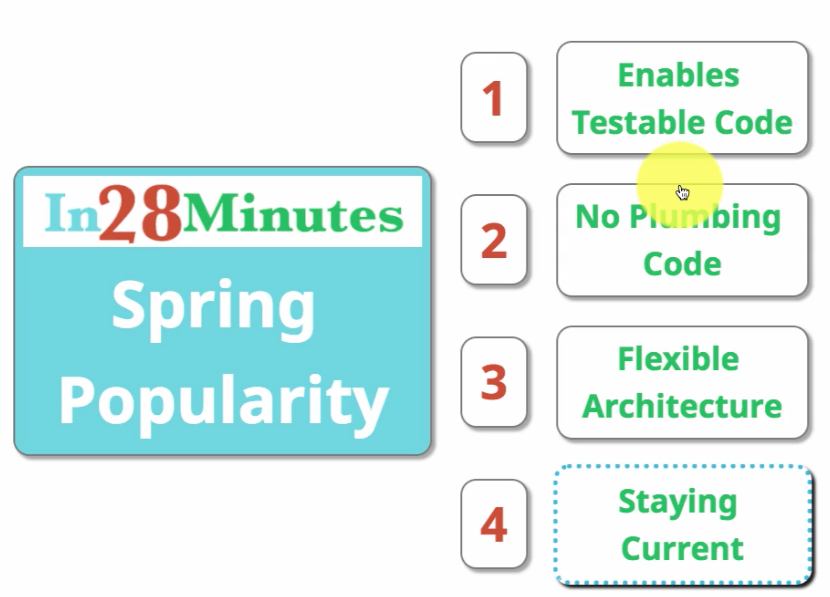 In28Minutes
Spring
Popularity
1
Enables
Testable Code
2
No Plumbing
Code
3
Flexible
Architecture
4
Staying
Current